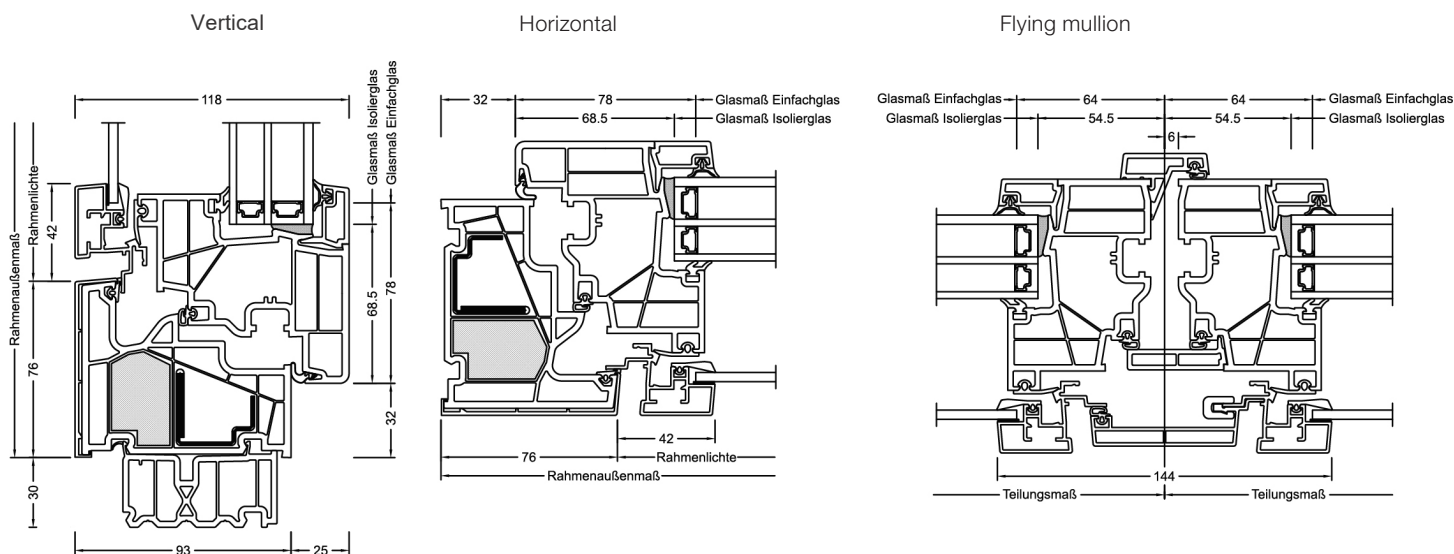 Vertical
118
Rahmenaußenmaß
Rahmenlichte
42
76
30
93
25
Glasmaß Isolierglas
Glasmaß Einfachglas
68.5
78
32
Horizontal
32
78
Glasmaß Einfachglas
68.5
Glasmaß Isolierglas
42
76
Rahmenlichte
Rahmenaußenmaß
Flying mullion
Glasmaß Einfachglas
64
64
Glasmaß Einfachglas
Glasmaß Isolierglas
54.5
54.5
Glasmaß Isolierglas
6
144
Teilungsmaß
Teilungsmaß